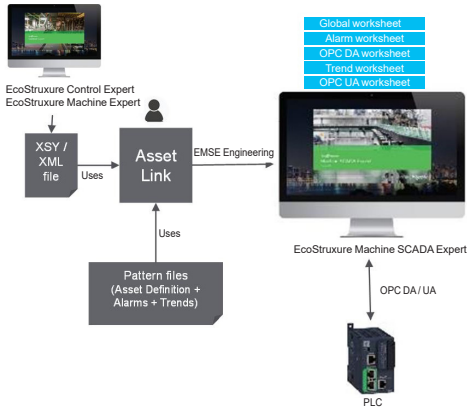 Global worksheet
Alarm worksheet
OPC DA worksheet
Trend worksheet
OPC UA worksheet
EcoStruxure Control Expert
EcoStruxure Machine Expert
XSY /
XML
file
Uses
Asset
Link
EMSE Engineering
Uses
Pattern files
(Asset Definition +
Alarms + Trends)
EcoStruxure Machine SCADA Expert
OPC DA / UA
PLC